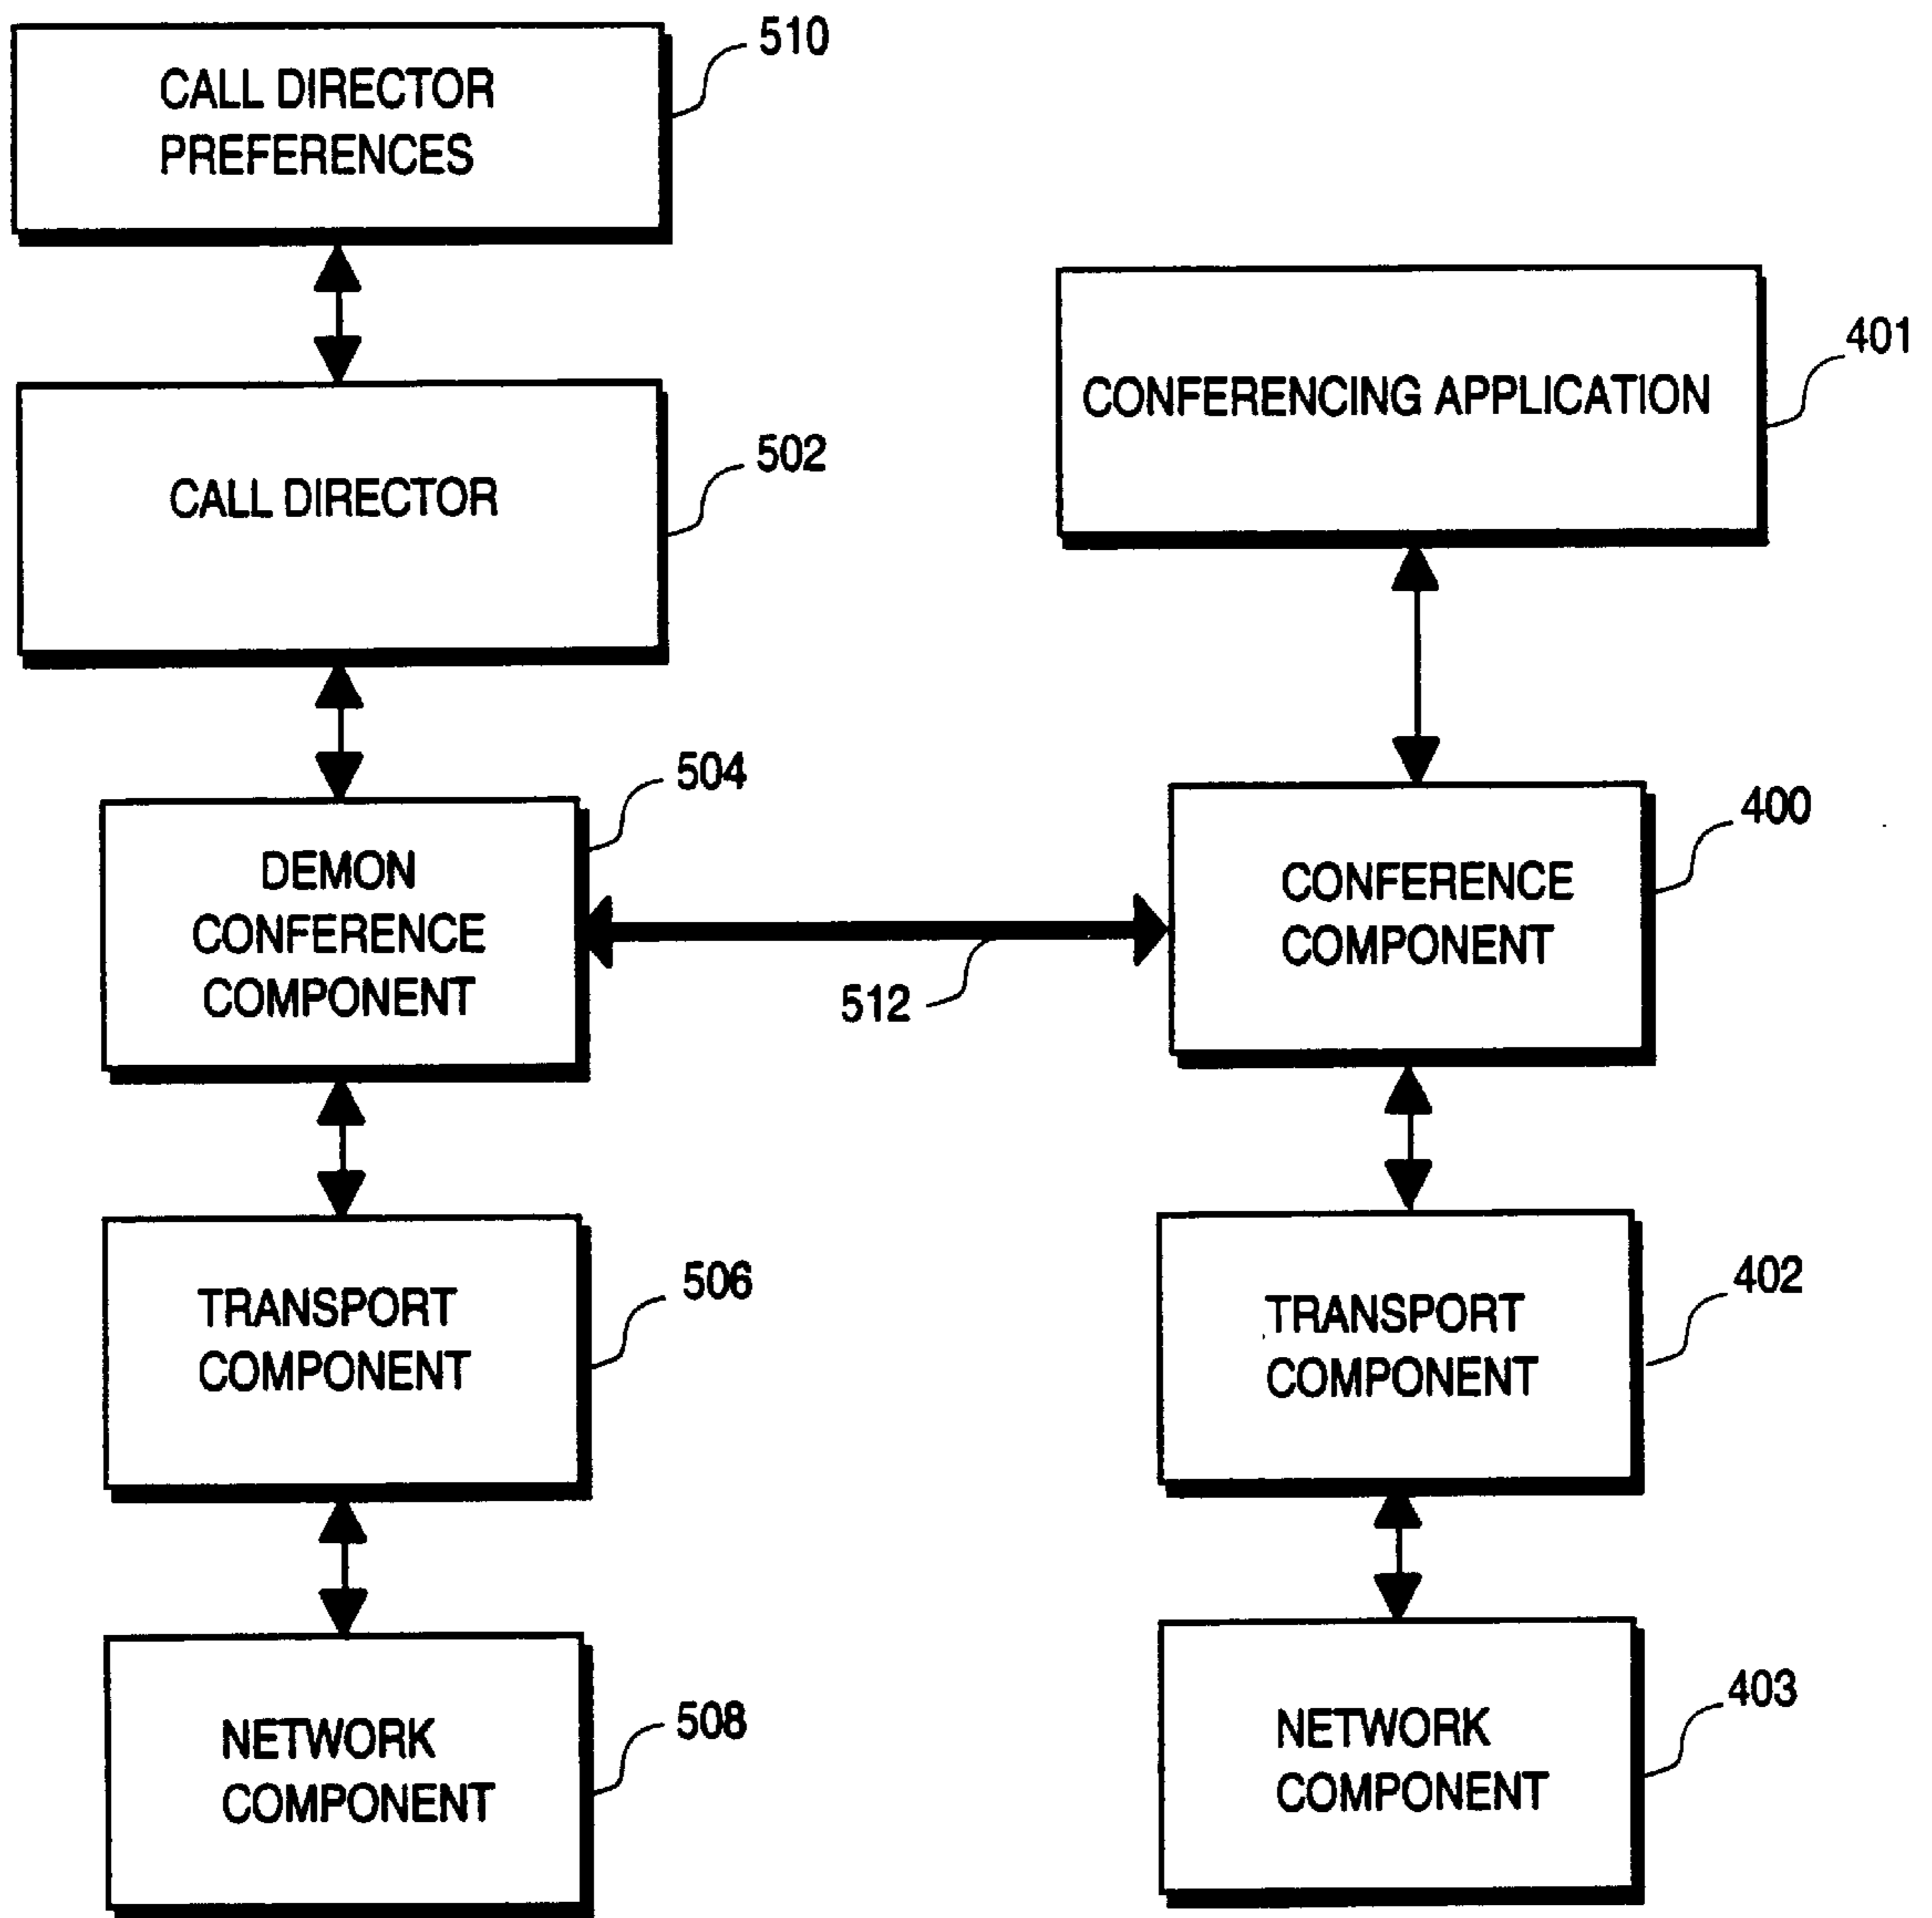 510
CALL DIRECTOR
PREFERENCES
401
CONFERENCING APPLICATION
502
CALL DIRECTOR
504
DEMON
CONFERENCE
COMPONENT
400
CONFERENCE
COMPONENT
512
506
TRANSPORT
COMPONENT
402
TRANSPORT
COMPONENT
508
NETWORK
COMPONENT
403
NETWORK
COMPONENT